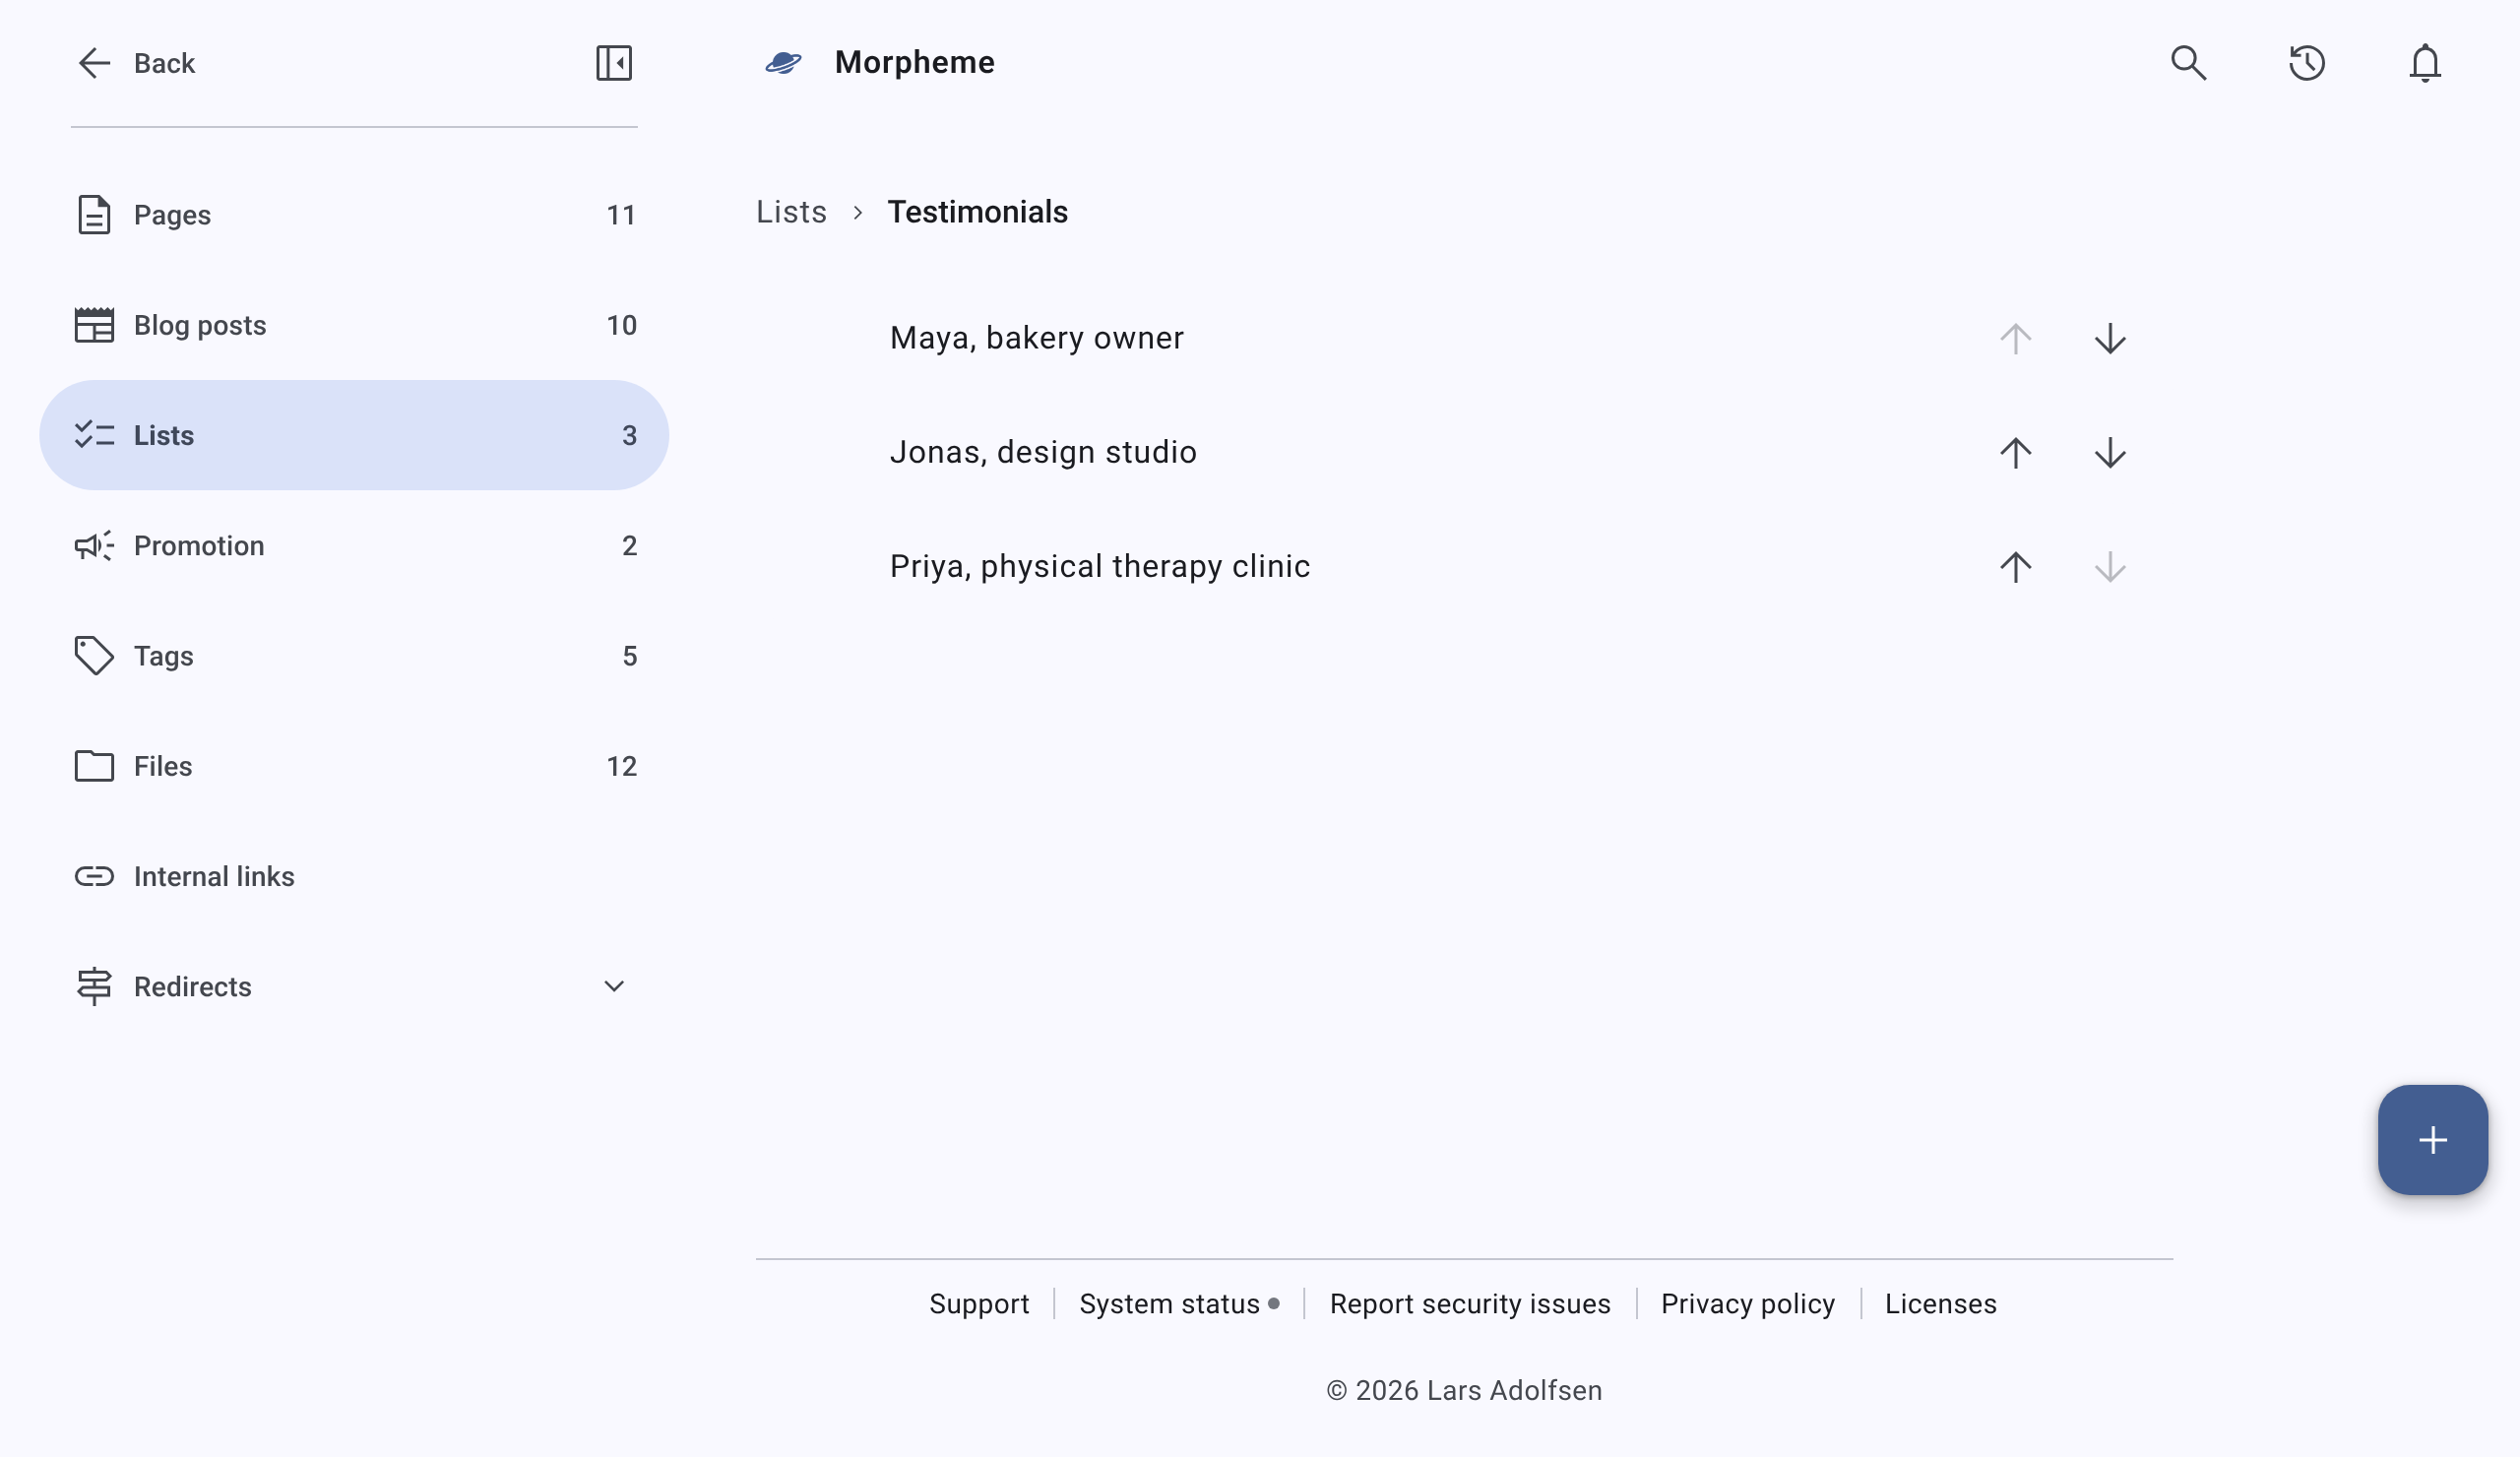 Back
Morpheme
Pages 11
Blog posts 10
Lists 3
Promotion 2
Tags 5
Files 12
Internal links
Redirects
Lists > Testimonials
Maya, bakery owner
Jonas, design studio
Priya, physical therapy clinic
Support | System status | Report security issues | Privacy policy | Licenses
© 2026 Lars Adolfsen